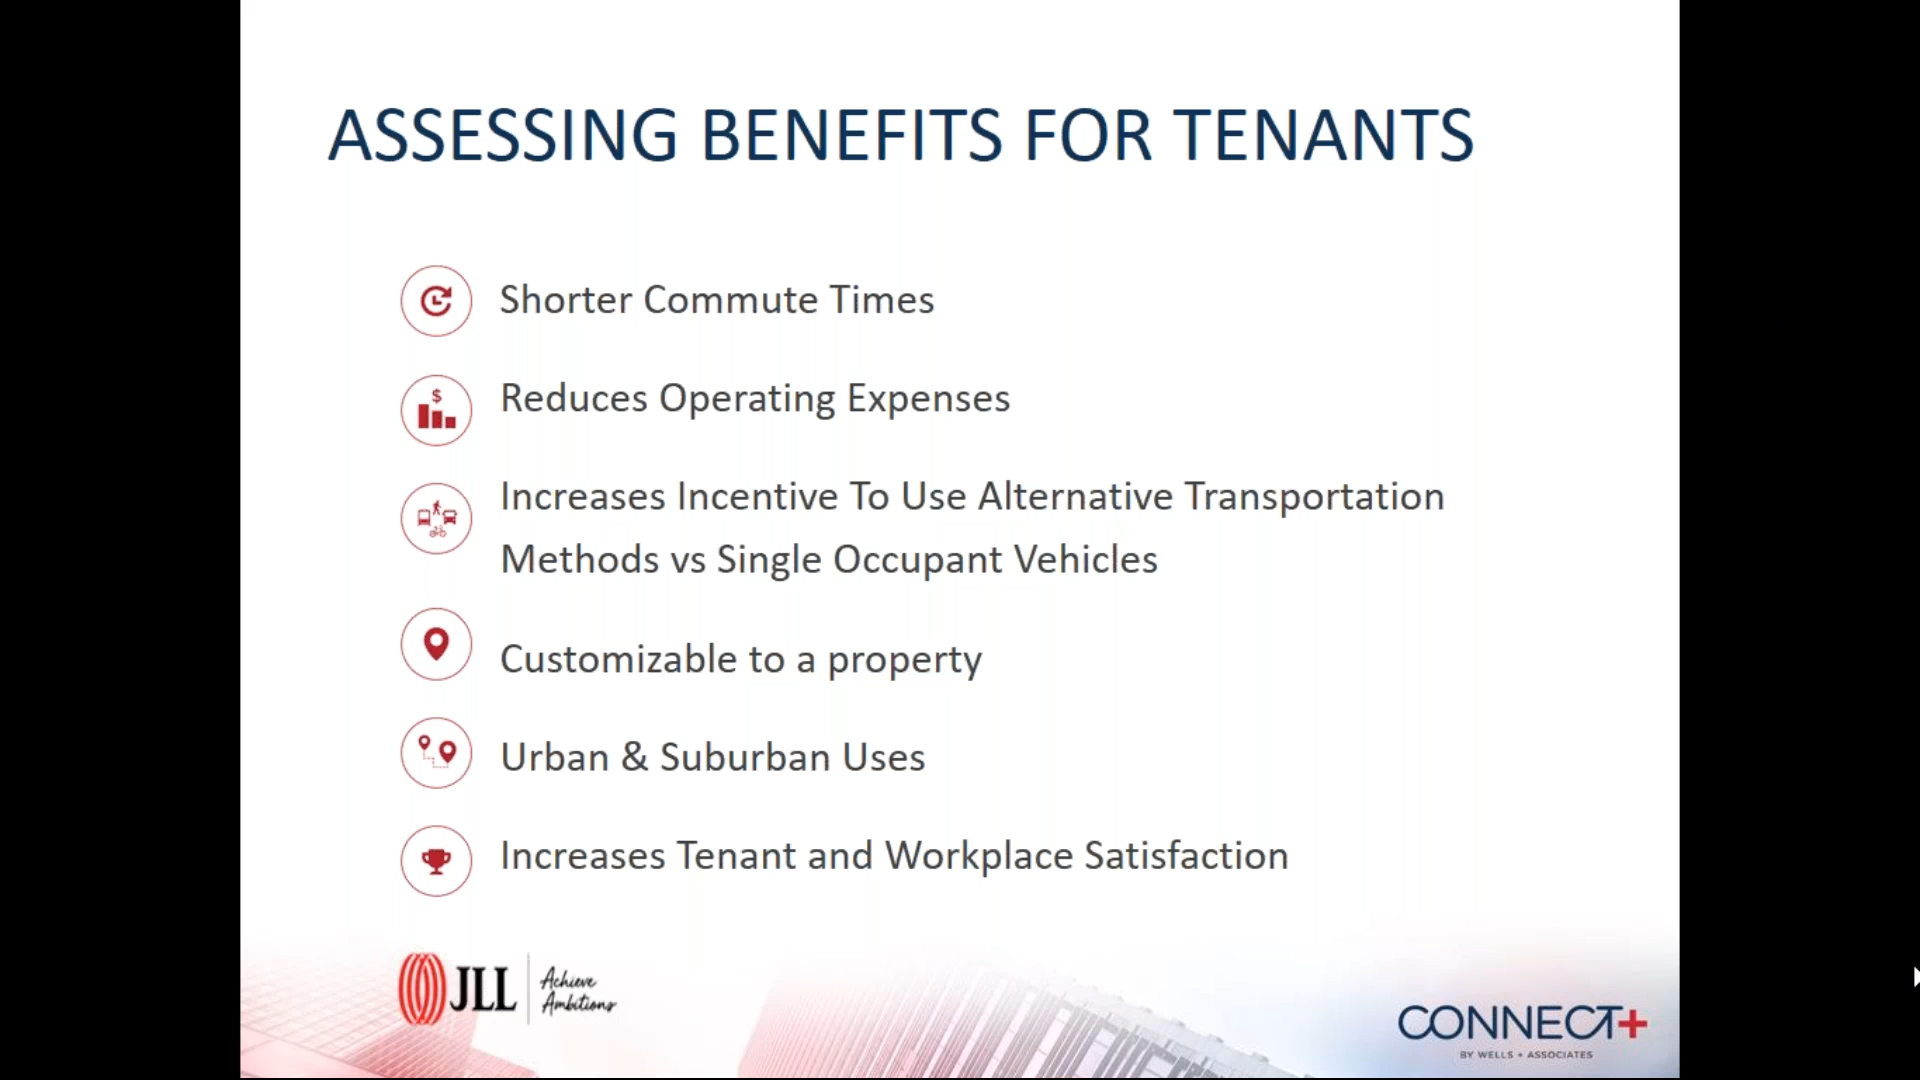 ASSESSING BENEFITS FOR TENANTS
Shorter Commute Times
$
Reduces Operating Expenses
Increases Incentive To Use Alternative Transportation
Methods vs Single Occupant Vehicles
Customizable to a property
Urban & Suburban Uses
Increases Tenant and Workplace Satisfaction
JLL
Achieve
Ambitions
CONNECT+
BY WELLS + ASSOCIATES